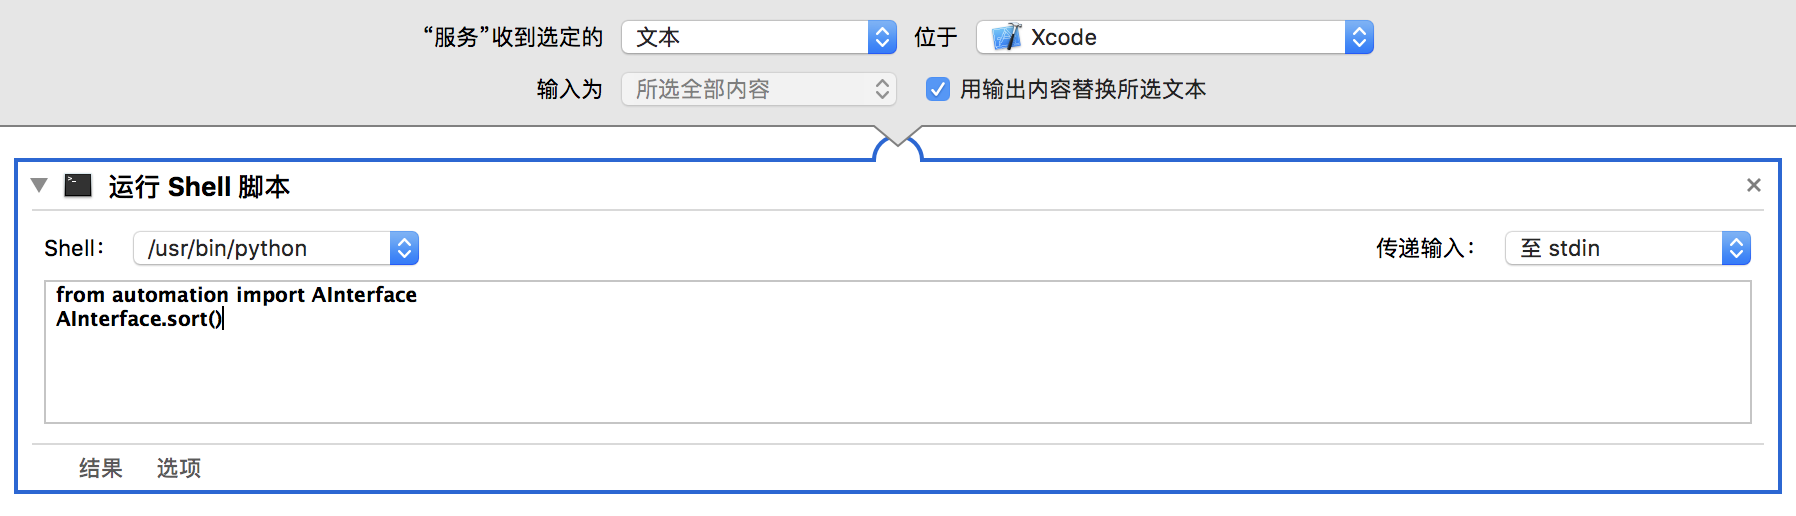 “服务”收到选定的 文本 位于 Xcode
输入为 所选全部内容 用输出内容替换所选文本
运行 Shell 脚本
Shell： /usr/bin/python 传递输入： 至 stdin
from automation import AInterface
AInterface.sort()
结果 选项